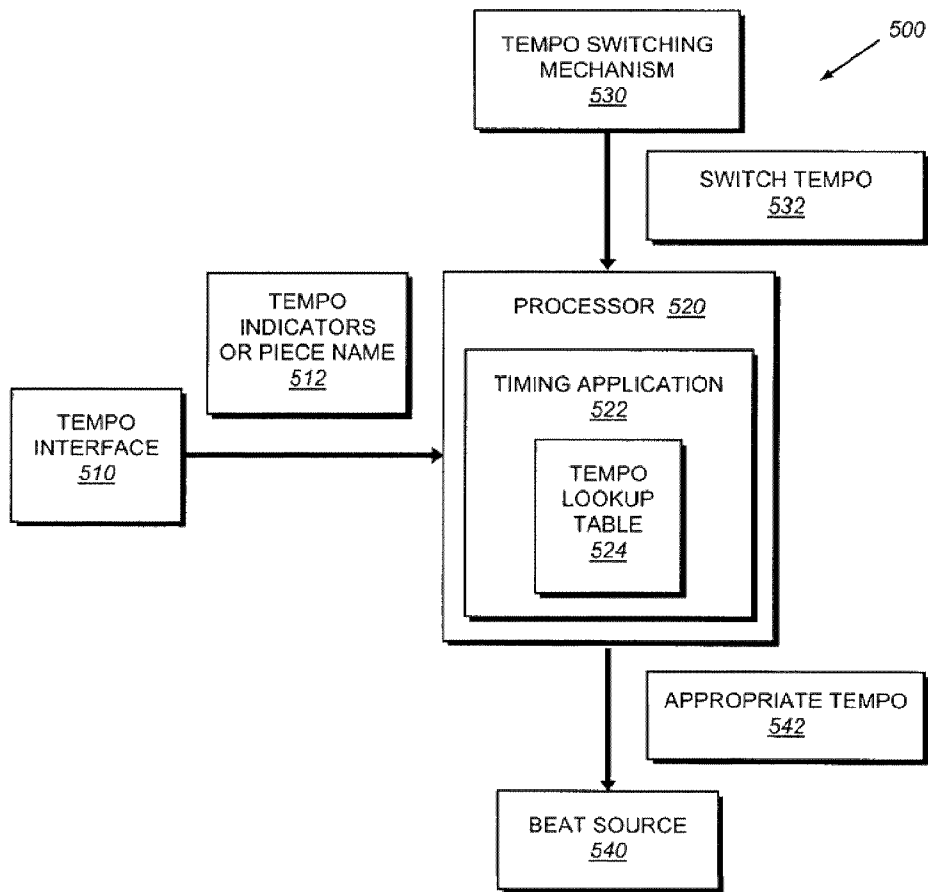 500
TEMPO SWITCHING
MECHANISM
530
SWITCH TEMPO
532
TEMPO
INDICATORS
OR PIECE NAME
512
PROCESSOR 520
TIMING APPLICATION
522
TEMPO
INTERFACE
510
TEMPO
LOOKUP
TABLE
524
APPROPRIATE TEMPO
542
BEAT SOURCE
540